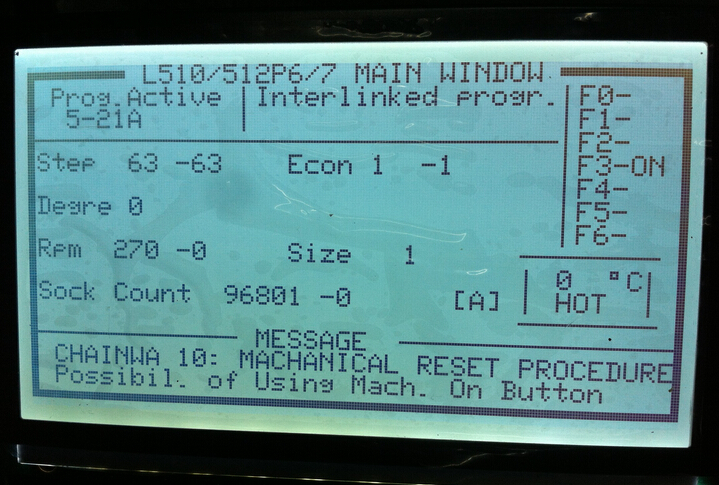 L510/512P6/7 MAIN WINDOW
Prog.Active
5-21A
Interlinked progr.
F0-
F1-
F2-
F3-ON
F4-
F5-
F6-
Step 63 -63 Econ 1 -1
Degre 0
Rpm 270 -0 Size 1
Sock Count 96801 -0 [A]
0 °C
HOT
MESSAGE
CHAINWA 10: MACHANICAL RESET PROCEDURE
Possibil. of Using Mach. On Button